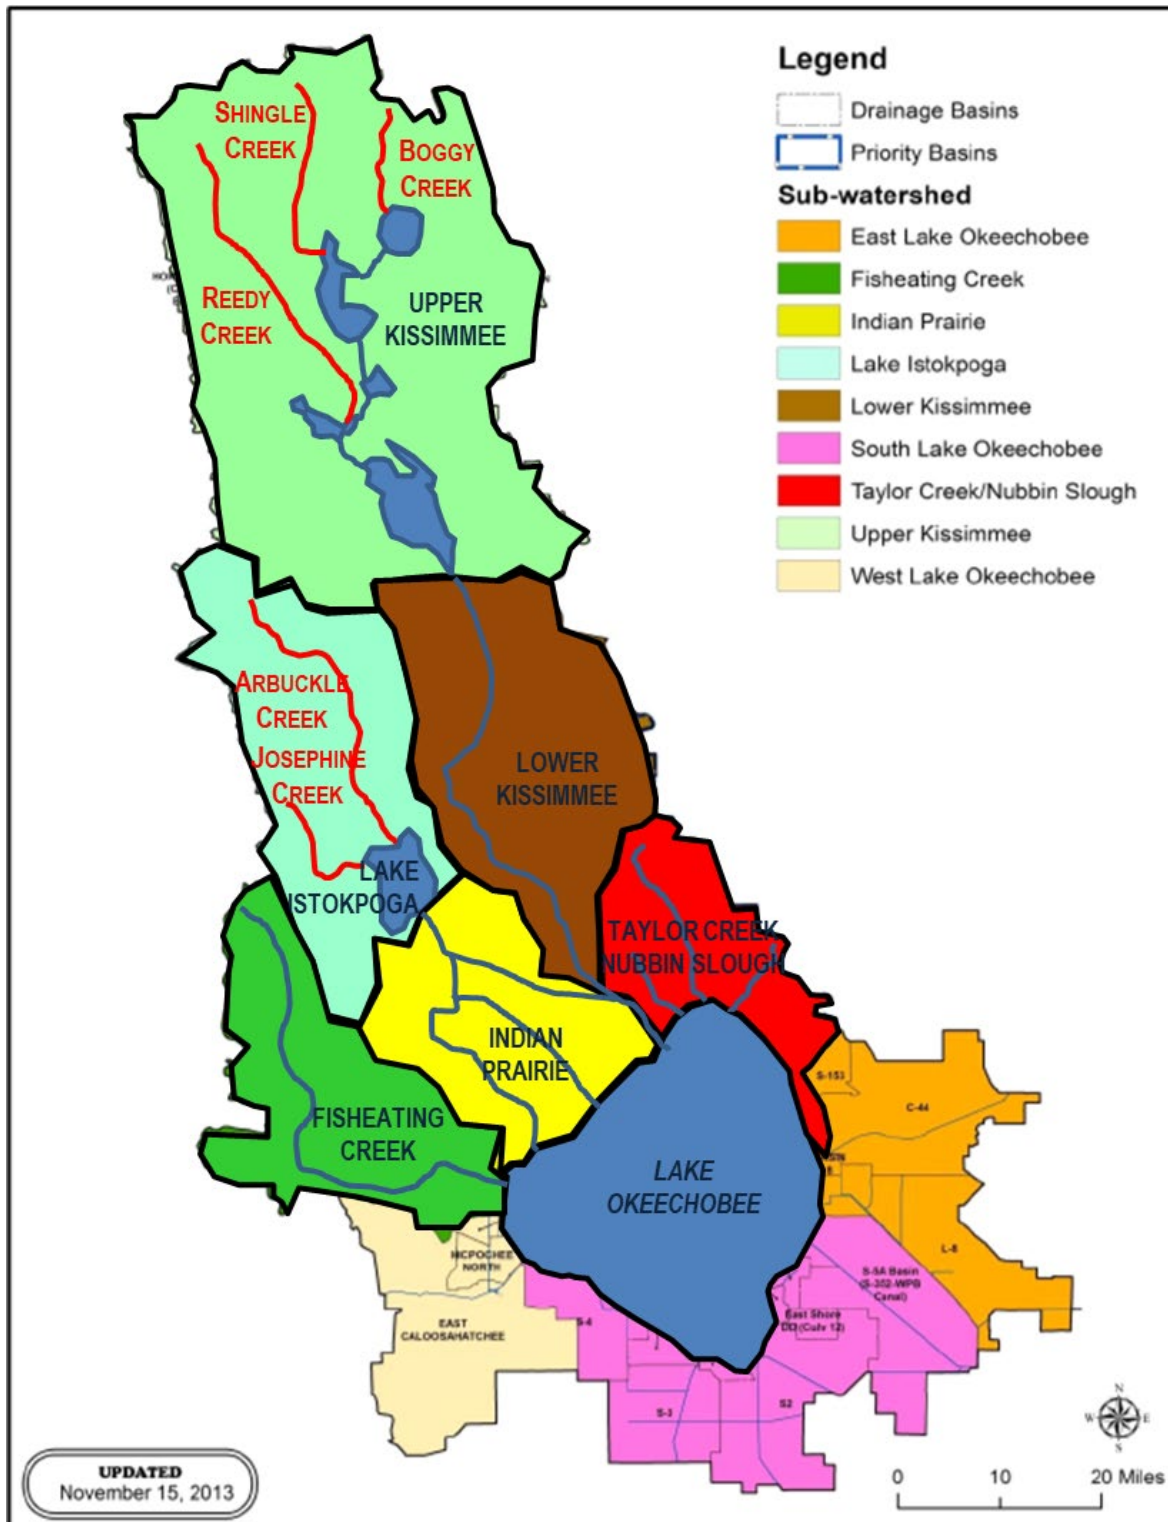 Legend
Drainage Basins
Priority Basins
Sub-watershed
East Lake Okeechobee
Fisheating Creek
Indian Prairie
Lake Istokpoga
Lower Kissimmee
South Lake Okeechobee
Taylor Creek/Nubbin Slough
Upper Kissimmee
West Lake Okeechobee
SHINGLE
CREEK
BOGGY
CREEK
REEDY
CREEK
UPPER
KISSIMMEE
ARBUCKLE
CREEK
JOSEPHINE
CREEK
LOWER
KISSIMMEE
LAKE
ISTOKPOGA
TAYLOR CREEK
NUBBIN SLOUGH
INDIAN
PRAIRIE
FISHEATING
CREEK
LAKE
OKEECHOBEE
S-153
C-44
L-8
S-5A Basin
(S-352-WPB
Canal)
East Shore
(Culv 12)
NICPOCHEE
NORTH
EAST
CALOOSAHATCHEE
S-4
S-3
S2
N
W
E
S
UPDATED
November 15, 2013
0 10 20 Miles